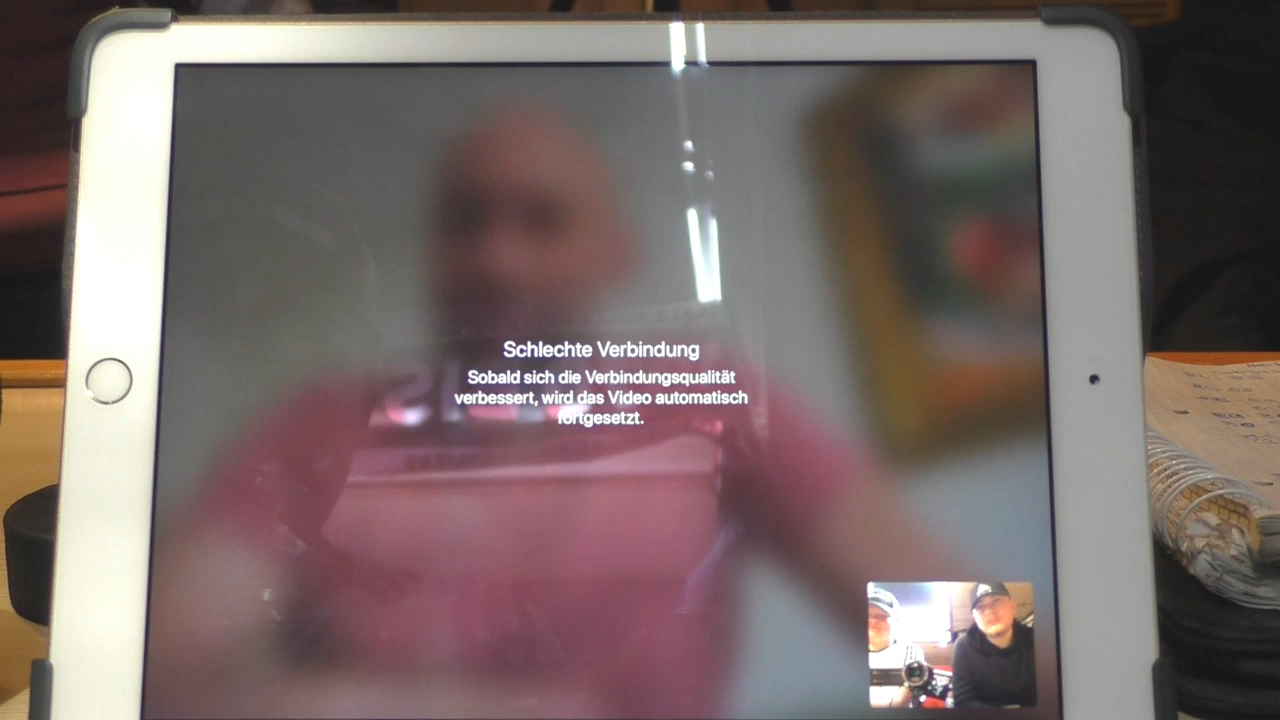 Schlechte Verbindung
Sobald sich die Verbindungsqualität
verbessert, wird das Video automatisch
fortgesetzt.